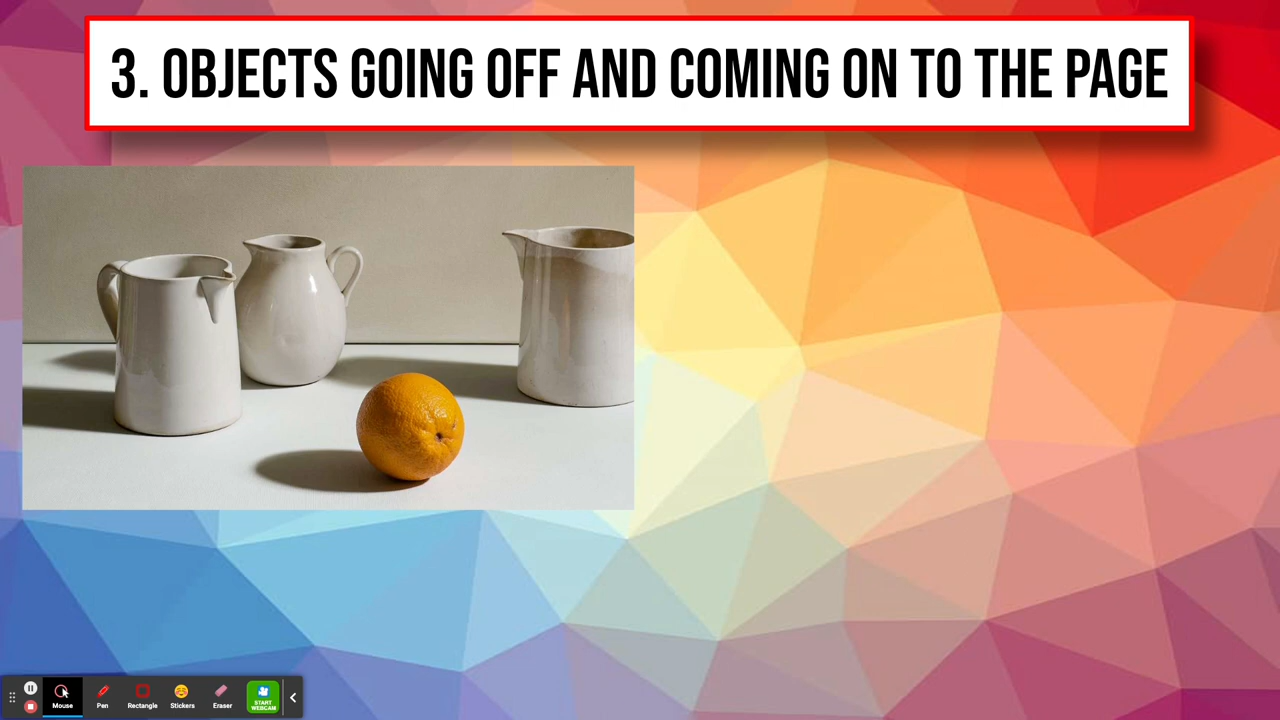 3. OBJECTS GOING OFF AND COMING ON TO THE PAGE
Mouse
Pen
Rectangle
Stickers
Eraser
START
WEBCAM